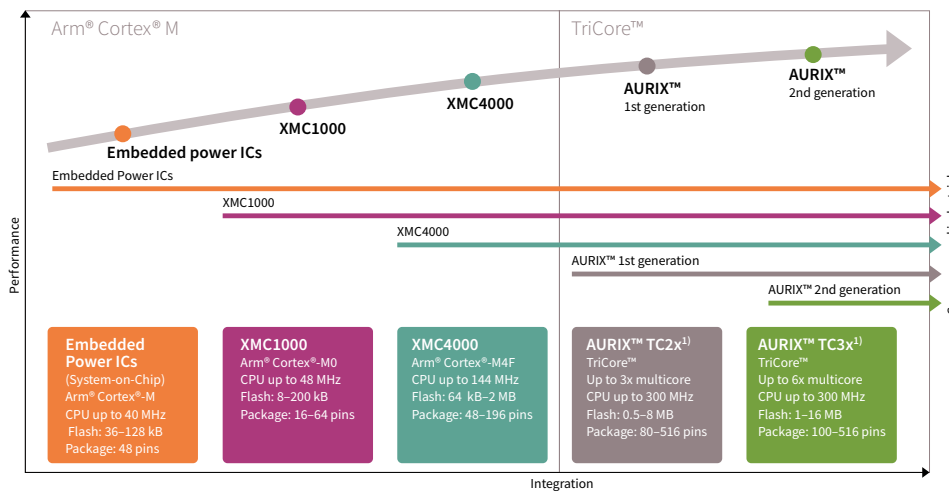 Arm® Cortex® M
TriCore™
Embedded power ICs
XMC1000
XMC4000
AURIX™
1st generation
AURIX™
2nd generation
Embedded Power ICs
XMC1000
XMC4000
AURIX™ 1st generation
AURIX™ 2nd generation
Performance
Embedded
Power ICs
(System-on-Chip)
Arm® Cortex®-M
CPU up to 40 MHz
Flash: 36–128 kB
Package: 48 pins
XMC1000
Arm® Cortex®-M0
CPU up to 48 MHz
Flash: 8–200 kB
Package: 16–64 pins
XMC4000
Arm® Cortex®-M4F
CPU up to 144 MHz
Flash: 64 kB–2 MB
Package: 48–196 pins
AURIX™ TC2x1)
TriCore™
Up to 3x multicore
CPU up to 300 MHz
Flash: 0.5–8 MB
Package: 80–516 pins
AURIX™ TC3x1)
TriCore™
Up to 6x multicore
CPU up to 300 MHz
Flash: 1–16 MB
Package: 100–516 pins
Integration